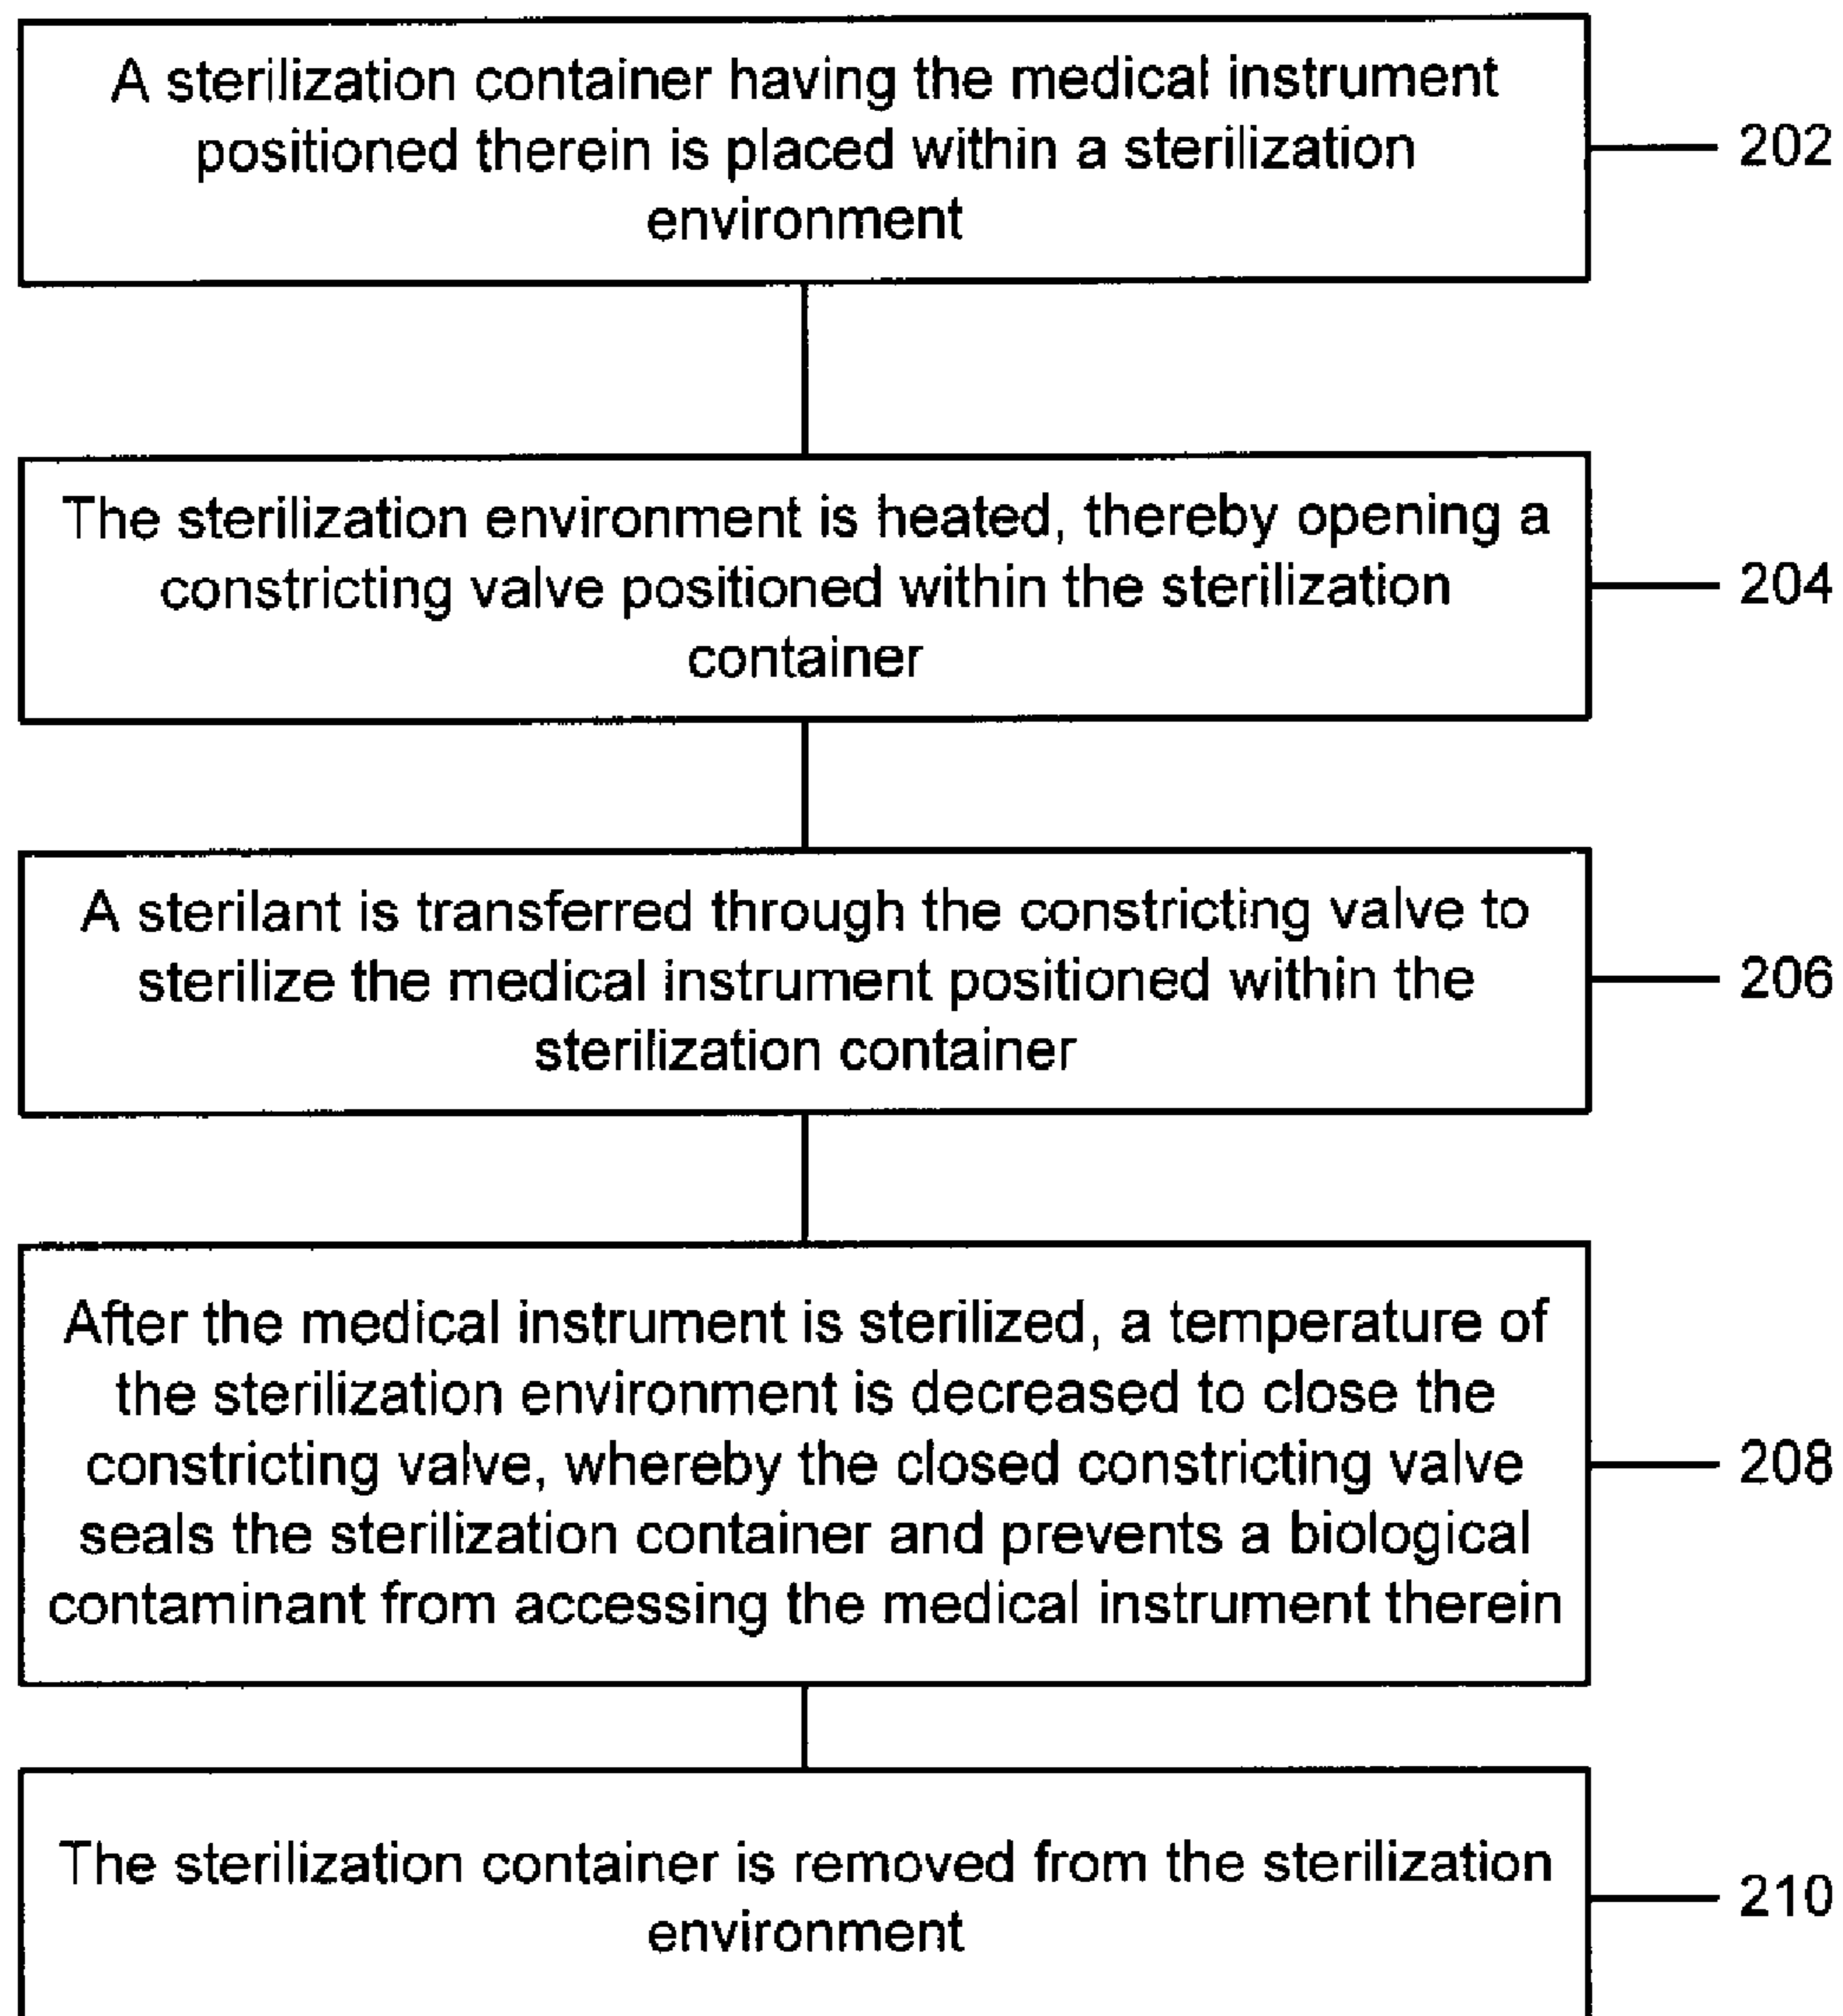 A sterilization container having the medical instrument
positioned therein is placed within a sterilization
environment
202
The sterilization environment is heated, thereby opening a
constricting valve positioned within the sterilization
container
204
A sterilant is transferred through the constricting valve to
sterilize the medical instrument positioned within the
sterilization container
206
After the medical instrument is sterilized, a temperature of
the sterilization environment is decreased to close the
constricting valve, whereby the closed constricting valve
seals the sterilization container and prevents a biological
contaminant from accessing the medical instrument therein
208
The sterilization container is removed from the sterilization
environment
210